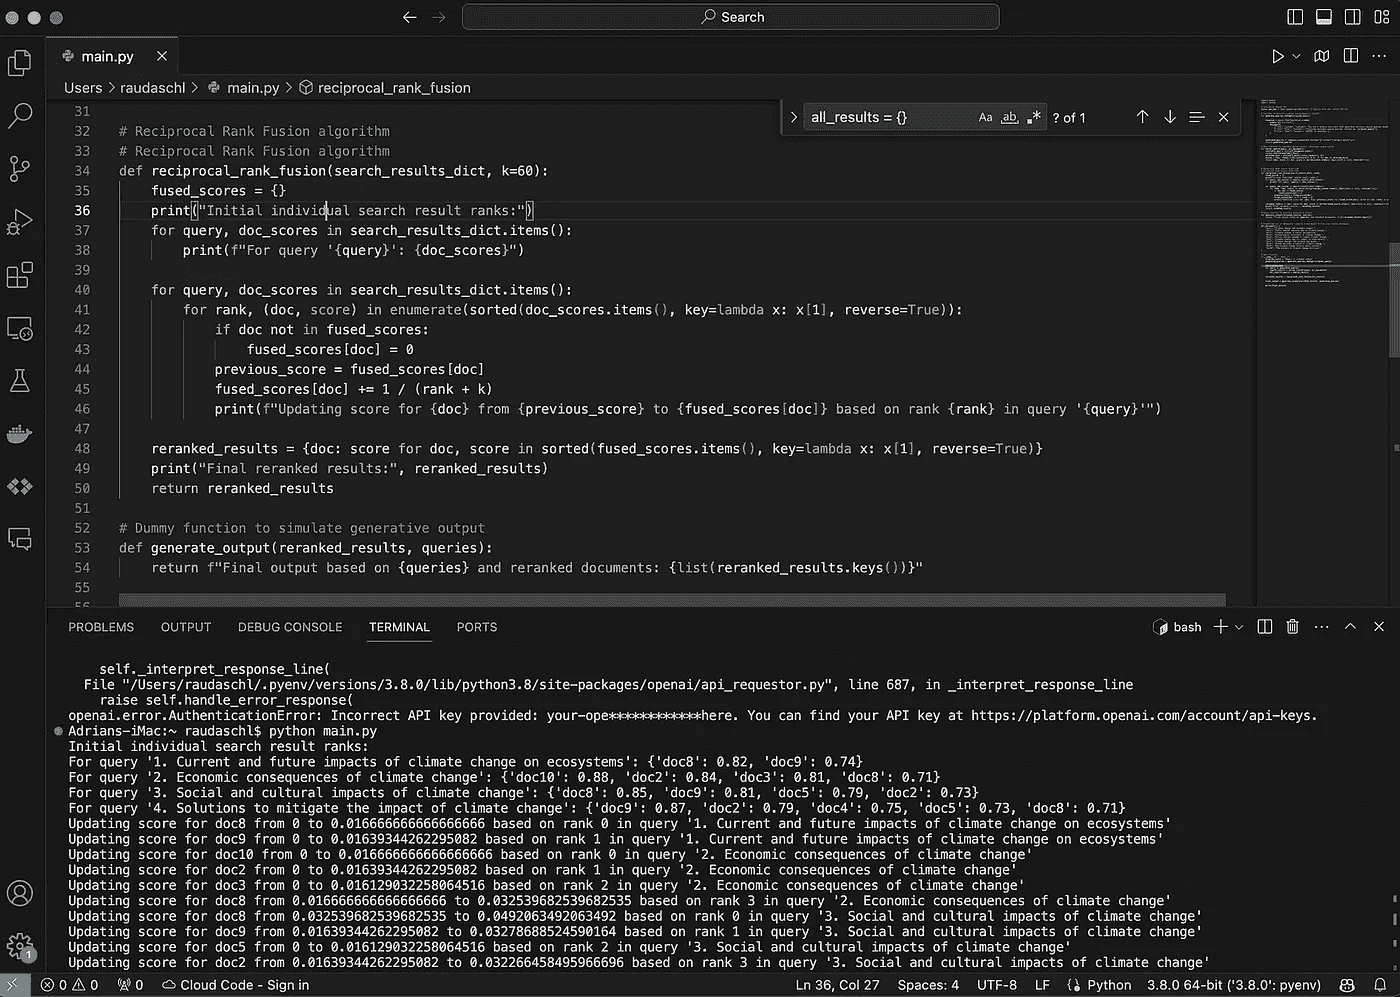 Search
main.py
Users > raudaschl > main.py > reciprocal_rank_fusion
all_results = {}
Aa ab
? of 1
31
32 # Reciprocal Rank Fusion algorithm
33 # Reciprocal Rank Fusion algorithm
34 def reciprocal_rank_fusion(search_results_dict, k=60):
35 fused_scores = {}
36 print("Initial individual search result ranks:")
37 for query, doc_scores in search_results_dict.items():
38 print(f"For query '{query}': {doc_scores}")
39
40 for query, doc_scores in search_results_dict.items():
41 for rank, (doc, score) in enumerate(sorted(doc_scores.items(), key=lambda x: x[1], reverse=True)):
42 if doc not in fused_scores:
43 fused_scores[doc] = 0
44 previous_score = fused_scores[doc]
45 fused_scores[doc] += 1 / (rank + k)
46 print(f"Updating score for {doc} from {previous_score} to {fused_scores[doc]} based on rank {rank} in query '{query}'")
47
48 reranked_results = {doc: score for doc, score in sorted(fused_scores.items(), key=lambda x: x[1], reverse=True)}
49 print("Final reranked results:", reranked_results)
50 return reranked_results
51
52 # Dummy function to simulate generative output
53 def generate_output(reranked_results, queries):
54 return f"Final output based on {queries} and reranked documents: {list(reranked_results.keys())}"
55
56
PROBLEMS OUTPUT DEBUG CONSOLE TERMINAL PORTS
bash
self._interpret_response_line(
File "/Users/raudaschl/.pyenv/versions/3.8.0/lib/python3.8/site-packages/openai/api_requestor.py", line 687, in _interpret_response_line
raise self.handle_error_response(
openai.error.AuthenticationError: Incorrect API key provided: your-ope************here. You can find your API key at https://platform.openai.com/account/api-keys.
Adrians-iMac:~ raudaschl$ python main.py
Initial individual search result ranks:
For query '1. Current and future impacts of climate change on ecosystems': {'doc8': 0.82, 'doc9': 0.74}
For query '2. Economic consequences of climate change': {'doc10': 0.88, 'doc2': 0.84, 'doc3': 0.81, 'doc8': 0.71}
For query '3. Social and cultural impacts of climate change': {'doc8': 0.85, 'doc9': 0.81, 'doc5': 0.79, 'doc2': 0.73}
For query '4. Solutions to mitigate the impact of climate change': {'doc9': 0.87, 'doc2': 0.79, 'doc4': 0.75, 'doc5': 0.73, 'doc8': 0.71}
Updating score for doc8 from 0 to 0.016666666666666666 based on rank 0 in query '1. Current and future impacts of climate change on ecosystems'
Updating score for doc9 from 0 to 0.01639344262295082 based on rank 1 in query '1. Current and future impacts of climate change on ecosystems'
Updating score for doc10 from 0 to 0.016666666666666666 based on rank 0 in query '2. Economic consequences of climate change'
Updating score for doc2 from 0 to 0.01639344262295082 based on rank 1 in query '2. Economic consequences of climate change'
Updating score for doc3 from 0 to 0.016129032258064516 based on rank 2 in query '2. Economic consequences of climate change'
Updating score for doc8 from 0.016666666666666666 to 0.032539682539682535 based on rank 3 in query '2. Economic consequences of climate change'
Updating score for doc8 from 0.032539682539682535 to 0.0492063492063492 based on rank 0 in query '3. Social and cultural impacts of climate change'
Updating score for doc9 from 0.01639344262295082 to 0.03278688524590164 based on rank 1 in query '3. Social and cultural impacts of climate change'
Updating score for doc5 from 0 to 0.016129032258064516 based on rank 2 in query '3. Social and cultural impacts of climate change'
Updating score for doc2 from 0.01639344262295082 to 0.032266458495966696 based on rank 3 in query '3. Social and cultural impacts of climate change'
1
0 0 0 Cloud Code - Sign in Ln 36, Col 27 Spaces: 4 UTF-8 LF Python 3.8.0 64-bit ('3.8.0': pyenv)